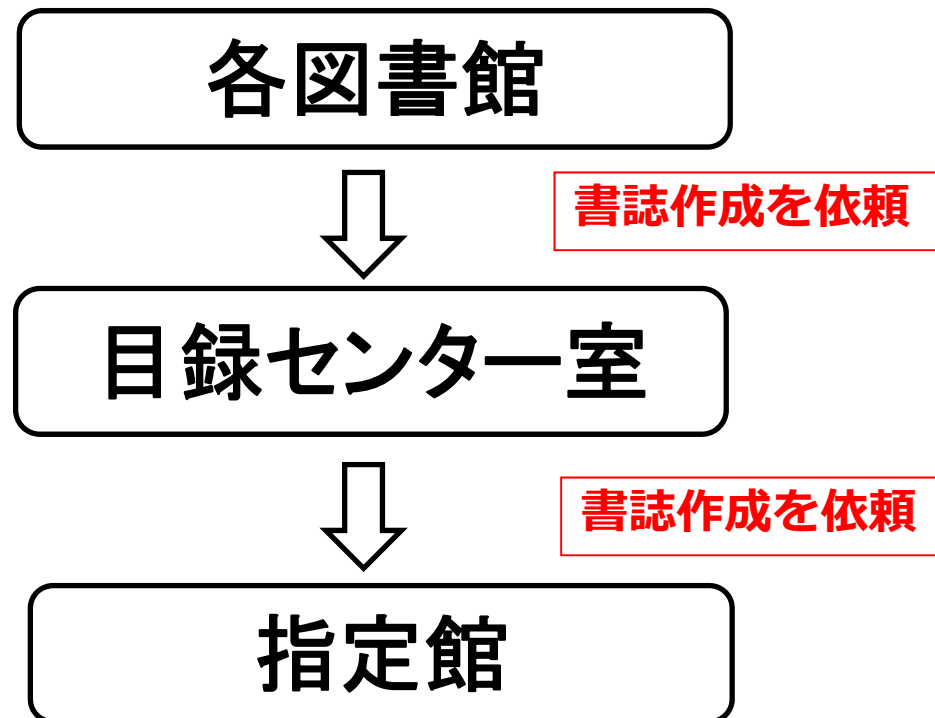 各図書館
書誌作成を依頼
目録センター室
書誌作成を依頼
指定館